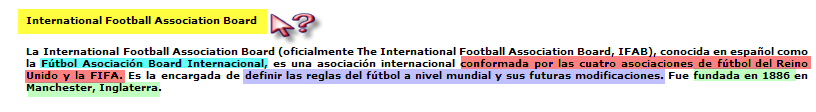 International Football Association Board
La International Football Association Board (oficialmente The International Football Association Board, IFAB), conocida en español como
la Fútbol Asociación Board Internacional, es una asociación internacional conformada por las cuatro asociaciones de fútbol del Reino
Unido y la FIFA. Es la encargada de definir las reglas del fútbol a nivel mundial y sus futuras modificaciones. Fue fundada en 1886 en
Manchester, Inglaterra.